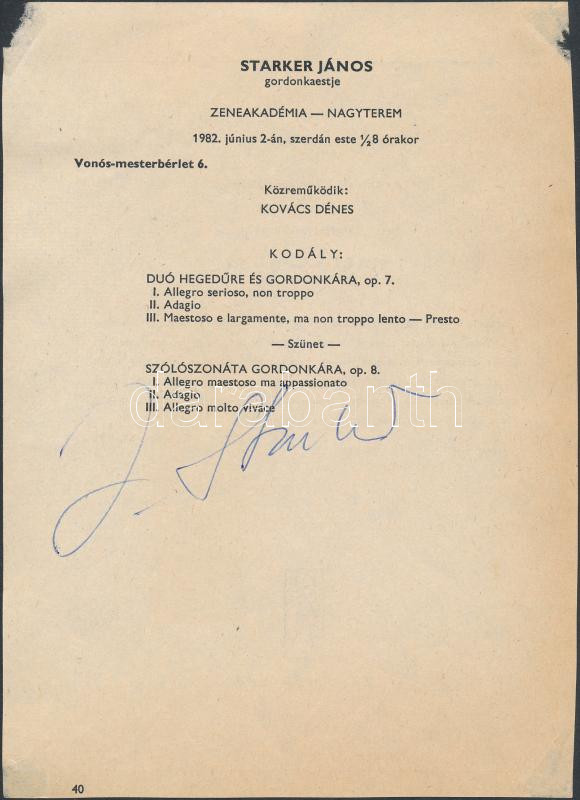 STARKER JÁNOS
gordonkaestje
ZENEAKADÉMIA — NAGYTEREM
1982. június 2-án, szerdán este ½8 órakor
Vonós-mesterbérlet 6.
Közreműködik:
KOVÁCS DÉNES
KODÁLY:
DUÓ HEGEDŰRE ÉS GORDONKÁRA, op. 7.
I. Allegro serioso, non troppo
II. Adagio
III. Maestoso e largamente, ma non troppo lento — Presto
— Szünet —
SZÓLÓSZONÁTA GORDONKÁRA, op. 8.
I. Allegro maestoso ma appassionato
II. Adagio
III. Allegro molto vivace
darabanth
J. Starker
40